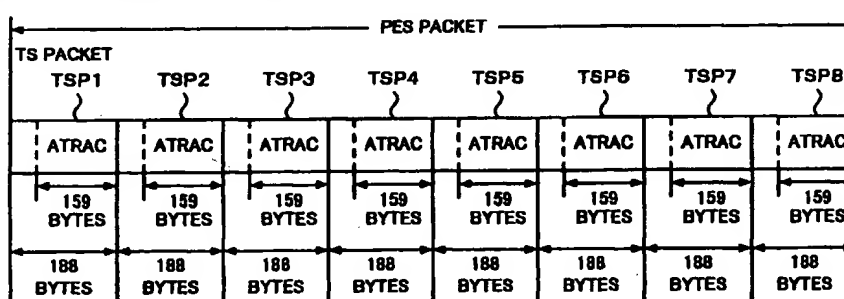 PES PACKET
TS PACKET
TSP1 TSP2 TSP3 TSP4 TSP5 TSP6 TSP7 TSP8
ATRAC ATRAC ATRAC ATRAC ATRAC ATRAC ATRAC ATRAC
159 159 159 159 159 159 159 159
BYTES BYTES BYTES BYTES BYTES BYTES BYTES BYTES
188 188 188 188 188 188 188 188
BYTES BYTES BYTES BYTES BYTES BYTES BYTES BYTES